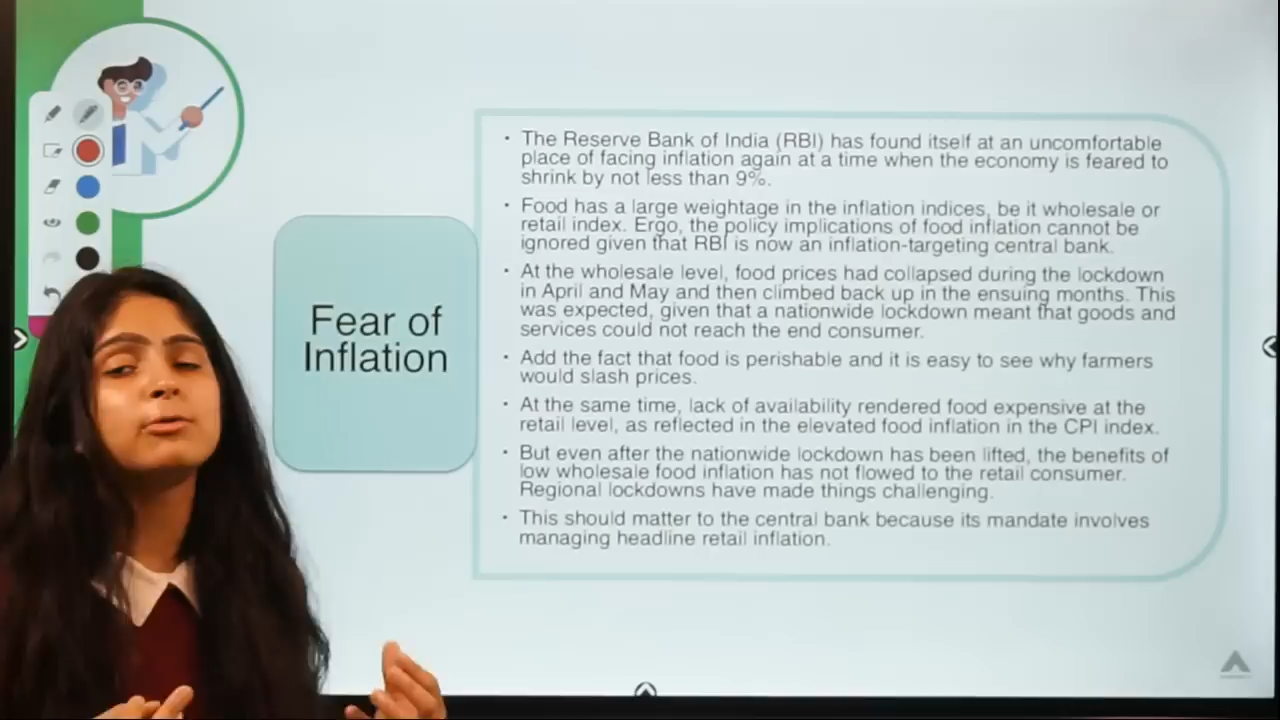 Fear of
Inflation
• The Reserve Bank of India (RBI) has found itself at an uncomfortable
place of facing inflation again at a time when the economy is feared to
shrink by not less than 9%.
• Food has a large weightage in the inflation indices, be it wholesale or
retail index. Ergo, the policy implications of food inflation cannot be
ignored given that RBI is now an inflation-targeting central bank.
• At the wholesale level, food prices had collapsed during the lockdown
in April and May and then climbed back up in the ensuing months. This
was expected, given that a nationwide lockdown meant that goods and
services could not reach the end consumer.
• Add the fact that food is perishable and it is easy to see why farmers
would slash prices.
• At the same time, lack of availability rendered food expensive at the
retail level, as reflected in the elevated food inflation in the CPI index.
• But even after the nationwide lockdown has been lifted, the benefits of
low wholesale food inflation has not flowed to the retail consumer.
Regional lockdowns have made things challenging.
• This should matter to the central bank because its mandate involves
managing headline retail inflation.